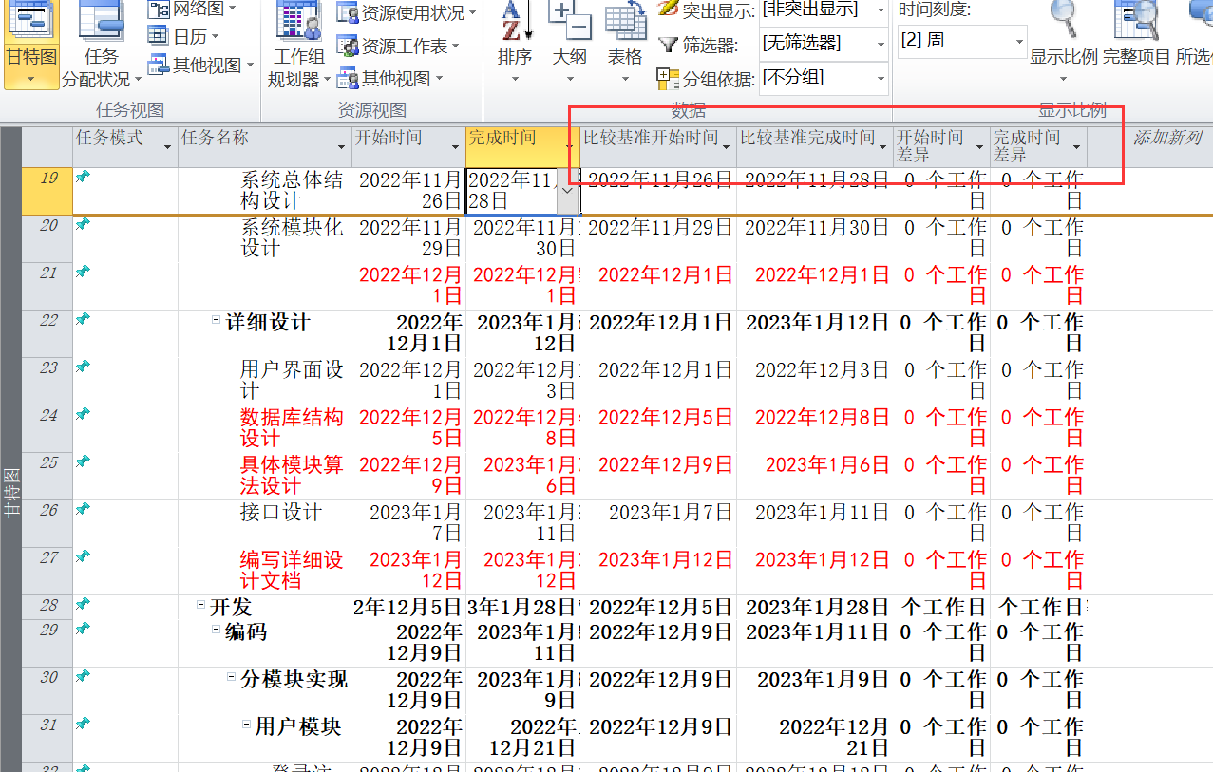 网络图
日历
其他视图
甘特图
任务
分配状况
任务视图
工作组
规划器
资源使用状况
资源工作表
其他视图
资源视图
排序
大纲
表格
突出显示:
[非突出显示]
筛选器:
[无筛选器]
分组依据:
[不分组]
数据
时间刻度:
[2] 周
显示比例
完整项目
显示比例
任务模式
任务名称
开始时间
完成时间
比较基准开始时间
比较基准完成时间
开始时间
差异
完成时间
差异
添加新列
甘特图
19
系统总体结
构设计
2022年11月
26日
2022年11月
28日
2022年11月26日
2022年11月28日
0 个工作
日
0 个工作
日
20
系统模块化
设计
2022年11月
29日
2022年11月
30日
2022年11月29日
2022年11月30日
0 个工作
日
0 个工作
日
21
2022年12月
1日
2022年12月
1日
2022年12月1日
2022年12月1日
0 个工作
日
0 个工作
日
22
详细设计
2022年
12月1日
2023年1月
12日
2022年12月1日
2023年1月12日
0 个工作
日
0 个工作
日
23
用户界面设
计
2022年12月
1日
2022年12月
3日
2022年12月1日
2022年12月3日
0 个工作
日
0 个工作
日
24
数据库结构
设计
2022年12月
5日
2022年12月
8日
2022年12月5日
2022年12月8日
0 个工作
日
0 个工作
日
25
具体模块算
法设计
2022年12月
9日
2023年1月
6日
2022年12月9日
2023年1月6日
0 个工作
日
0 个工作
日
26
接口设计
2023年1月
7日
2023年1月
11日
2023年1月7日
2023年1月11日
0 个工作
日
0 个工作
日
27
编写详细设
计文档
2023年1月
12日
2023年1月
12日
2023年1月12日
2023年1月12日
0 个工作
日
0 个工作
日
28
开发
2年12月5日
3年1月28日
2022年12月5日
2023年1月28日
个工作日
个工作日
29
编码
2022年
12月9日
2023年1月
11日
2022年12月9日
2023年1月11日
0 个工作
日
0 个工作
日
30
分模块实现
2022年
12月9日
2023年1月
9日
2022年12月9日
2023年1月9日
0 个工作
日
0 个工作
日
31
用户模块
2022年
12月9日
2022年
12月21日
2022年12月9日
2022年12月
21日
0 个工作
日
0 个工作
日